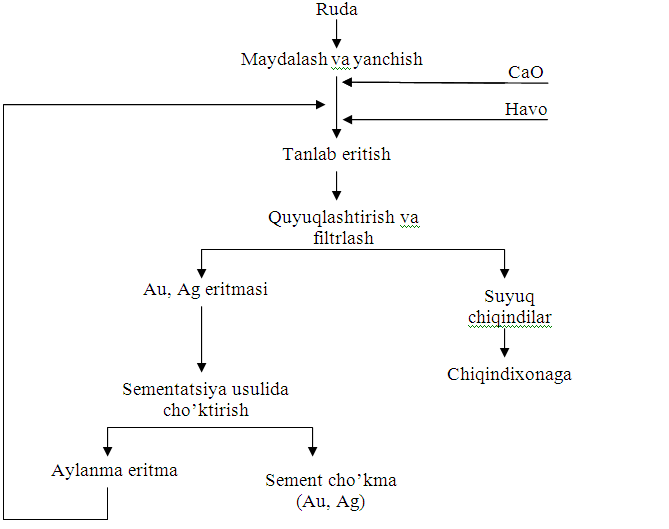 Ruda
Maydalash va yanchish
CaO
Havo
Tanlab eritish
Quyuqlashtirish va
filtrlash
Au, Ag eritmasi
Suyuq
chiqindilar
Chiqindixonaga
Sementatsiya usulida
cho’ktirish
Aylanma eritma
Sement cho’kma
(Au, Ag)